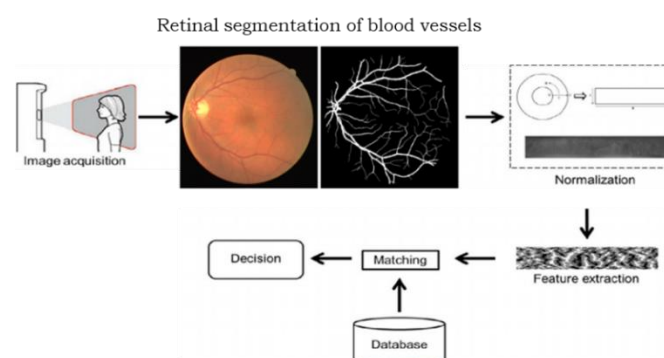 Retinal segmentation of blood vessels
Image acquisition
Normalization
Feature extraction
Matching
Decision
Database